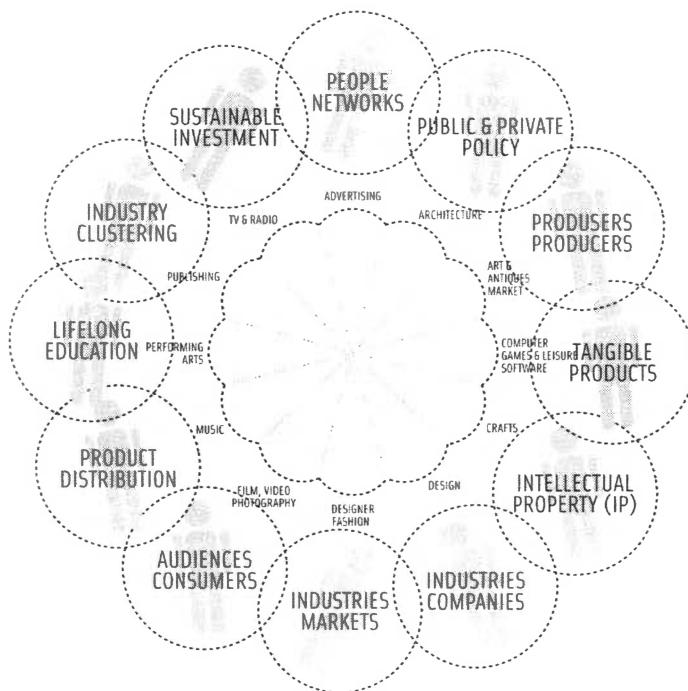 PEOPLE
NETWORKS
PUBLIC & PRIVATE
POLICY
PRODUSERS
PRODUCERS
TANGIBLE
PRODUCTS
INTELLECTUAL
PROPERTY (IP)
INDUSTRIES
COMPANIES
INDUSTRIES
MARKETS
AUDIENCES
CONSUMERS
PRODUCT
DISTRIBUTION
LIFELONG
EDUCATION
INDUSTRY
CLUSTERING
SUSTAINABLE
INVESTMENT
ADVERTISING
ARCHITECTURE
ART &
ANTIQUES
MARKET
COMPUTER
GAMES & LEISURE
SOFTWARE
CRAFTS
DESIGN
DESIGNER
FASHION
FILM, VIDEO
PHOTOGRAPHY
MUSIC
PERFORMING
ARTS
PUBLISHING
TV & RADIO